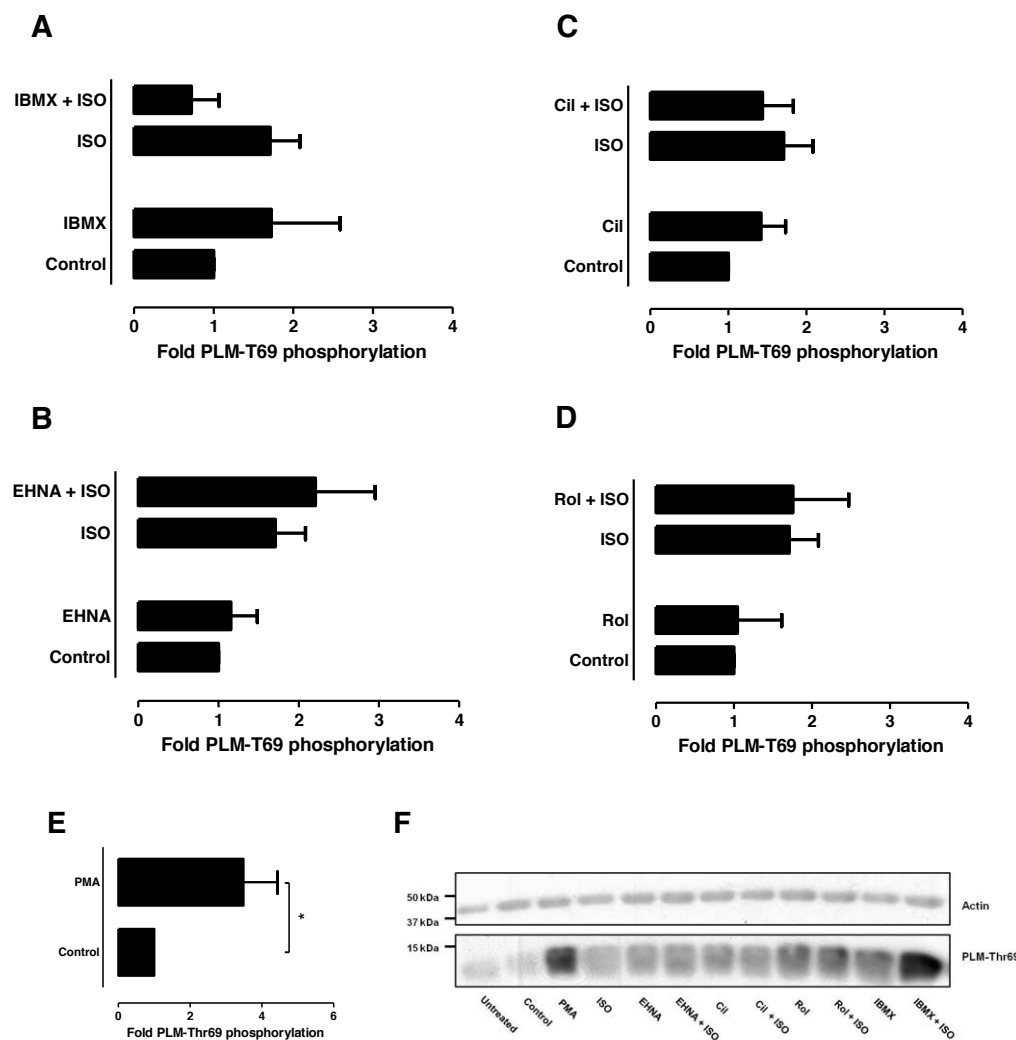 A
IBMX + ISO
ISO
IBMX
Control
0 1 2 3 4
Fold PLM-T69 phosphorylation
C
Cil + ISO
ISO
Cil
Control
0 1 2 3 4
Fold PLM-T69 phosphorylation
B
EHNA + ISO
ISO
EHNA
Control
0 1 2 3 4
Fold PLM-T69 phosphorylation
D
Rol + ISO
ISO
Rol
Control
0 1 2 3 4
Fold PLM-T69 phosphorylation
E
PMA
Control
*
0 2 4 6
Fold PLM-Thr69 phosphorylation
F
50 kDa
37 kDa
Actin
15 kDa
PLM-Thr69
Untreated Control PMA ISO EHNA EHNA + ISO Cil Cil + ISO Rol Rol + ISO IBMX IBMX + ISO